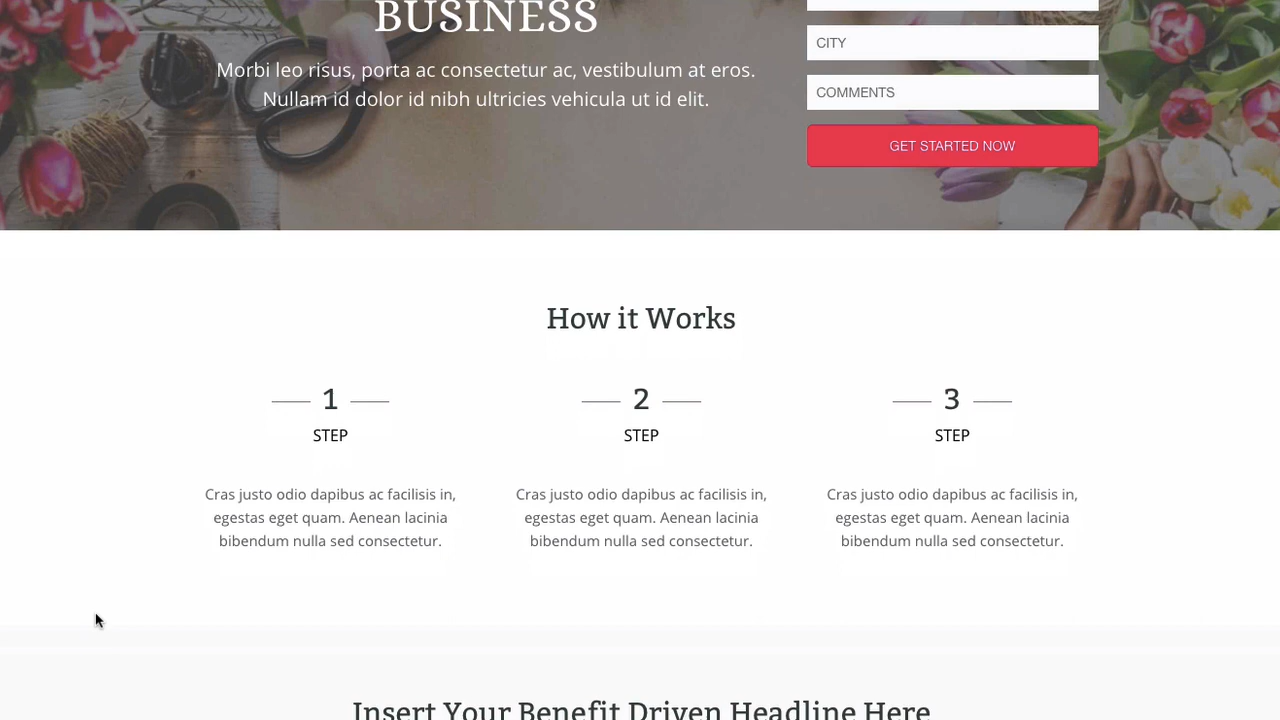 BUSINESS
Morbi leo risus, porta ac consectetur ac, vestibulum at eros.
Nullam id dolor id nibh ultricies vehicula ut id elit.
CITY
COMMENTS
GET STARTED NOW
How it Works
1
STEP
Cras justo odio dapibus ac facilisis in,
egestas eget quam. Aenean lacinia
bibendum nulla sed consectetur.
2
STEP
Cras justo odio dapibus ac facilisis in,
egestas eget quam. Aenean lacinia
bibendum nulla sed consectetur.
3
STEP
Cras justo odio dapibus ac facilisis in,
egestas eget quam. Aenean lacinia
bibendum nulla sed consectetur.
Insert Your Benefit Driven Headline Here